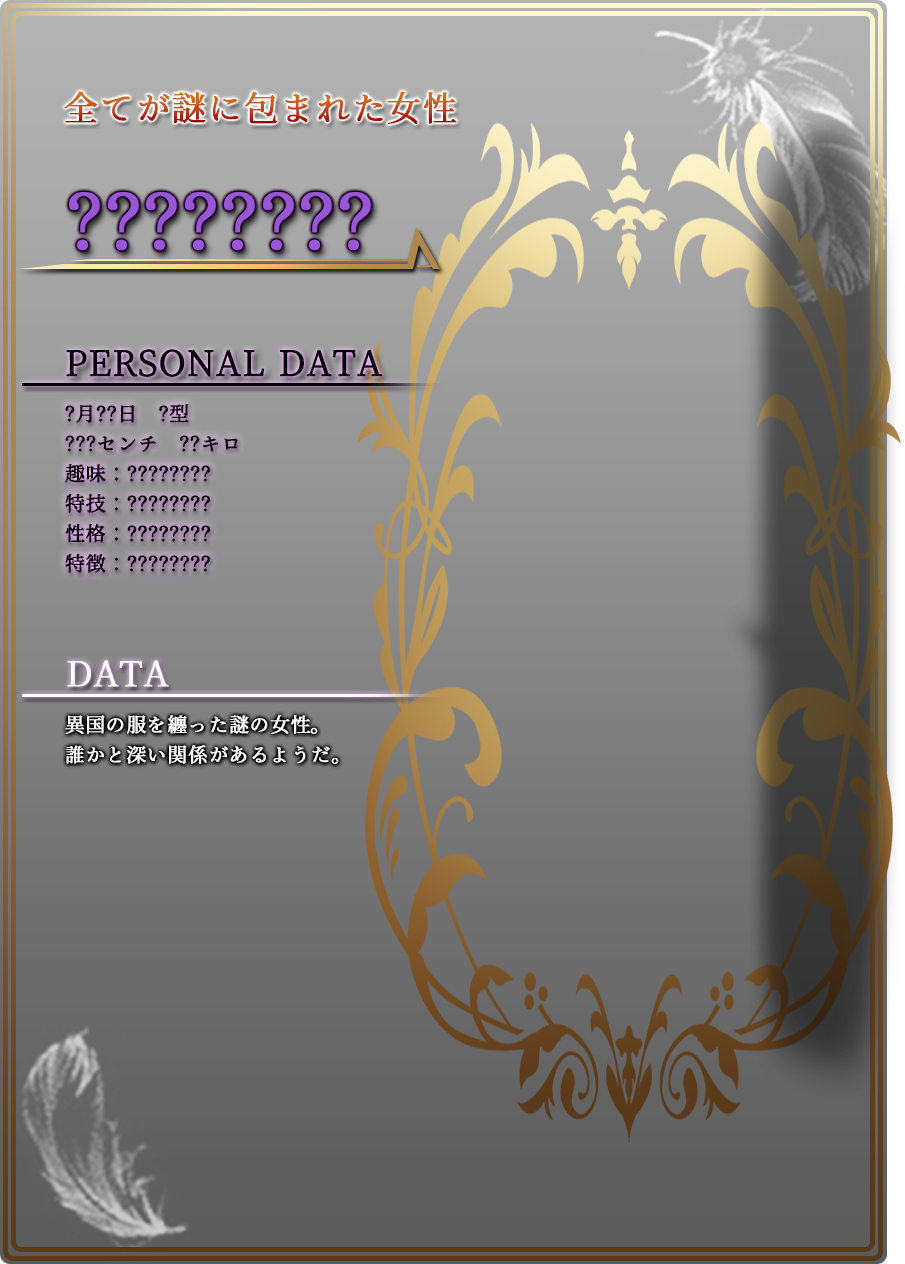 全てが謎に包まれた女性
????????
PERSONAL DATA
?月??日　?型
???センチ　??キロ
趣味：????????
特技：????????
性格：????????
特徴：????????
DATA
異国の服を纏った謎の女性。
誰かと深い関係があるようだ。